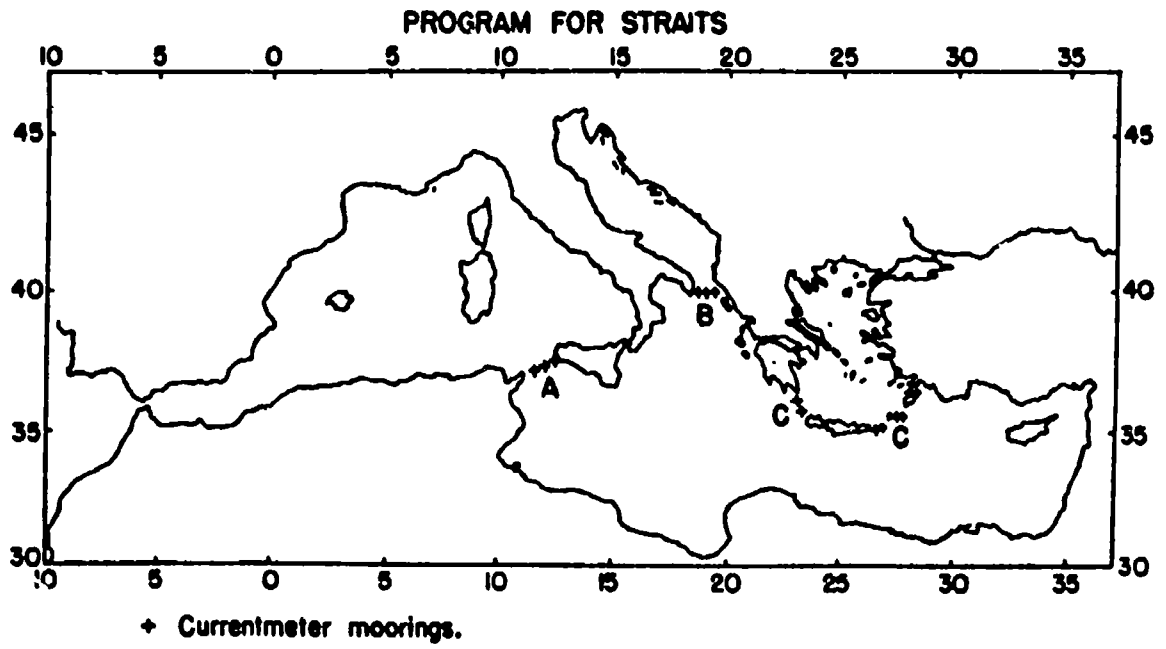 PROGRAM FOR STRAITS
10 5 0 5 10 15 20 25 30 35
45 45
40 40
B
A
C
35 C 35
30 30
10 5 0 5 10 15 20 25 30 35
+ Currentmeter moorings.